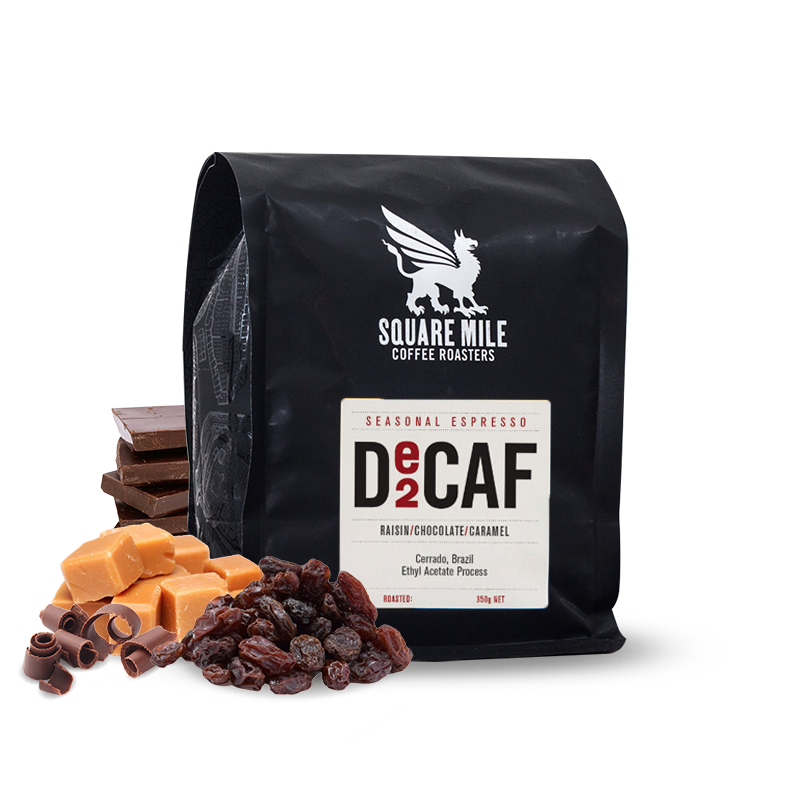 SQUARE MILE
COFFEE ROASTERS
SEASONAL ESPRESSO
De2CAF
RAISIN/CHOCOLATE/CARAMEL
Cerrado, Brazil
Ethyl Acetate Process
ROASTED: 350g NET